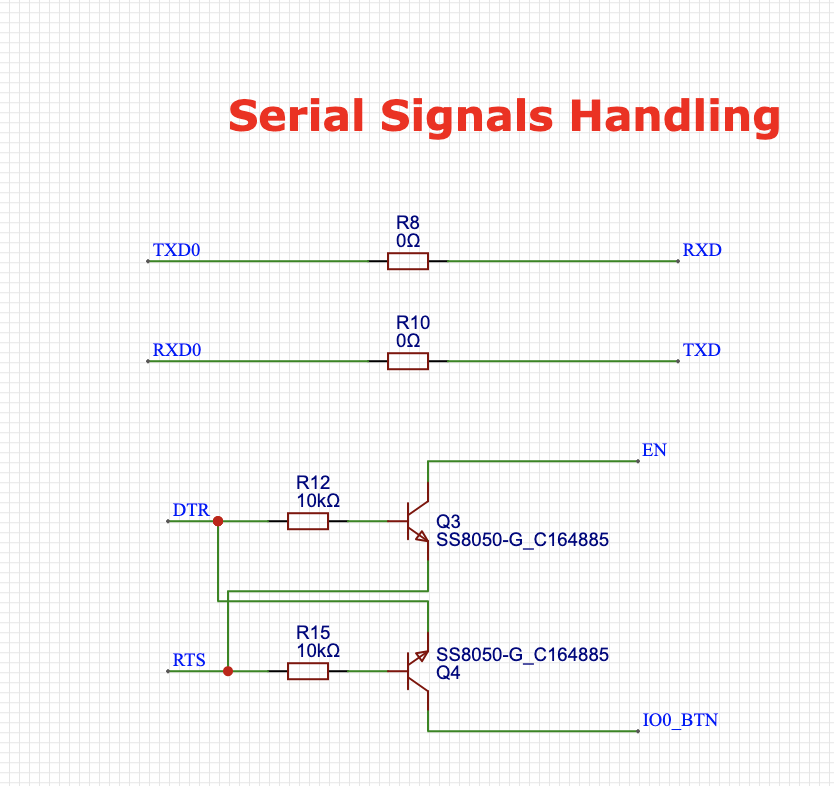 Serial Signals Handling
R8
0Ω
TXD0
RXD
R10
0Ω
RXD0
TXD
EN
R12
10kΩ
DTR
Q3
SS8050-G_C164885
R15
10kΩ
RTS
SS8050-G_C164885
Q4
IO0_BTN